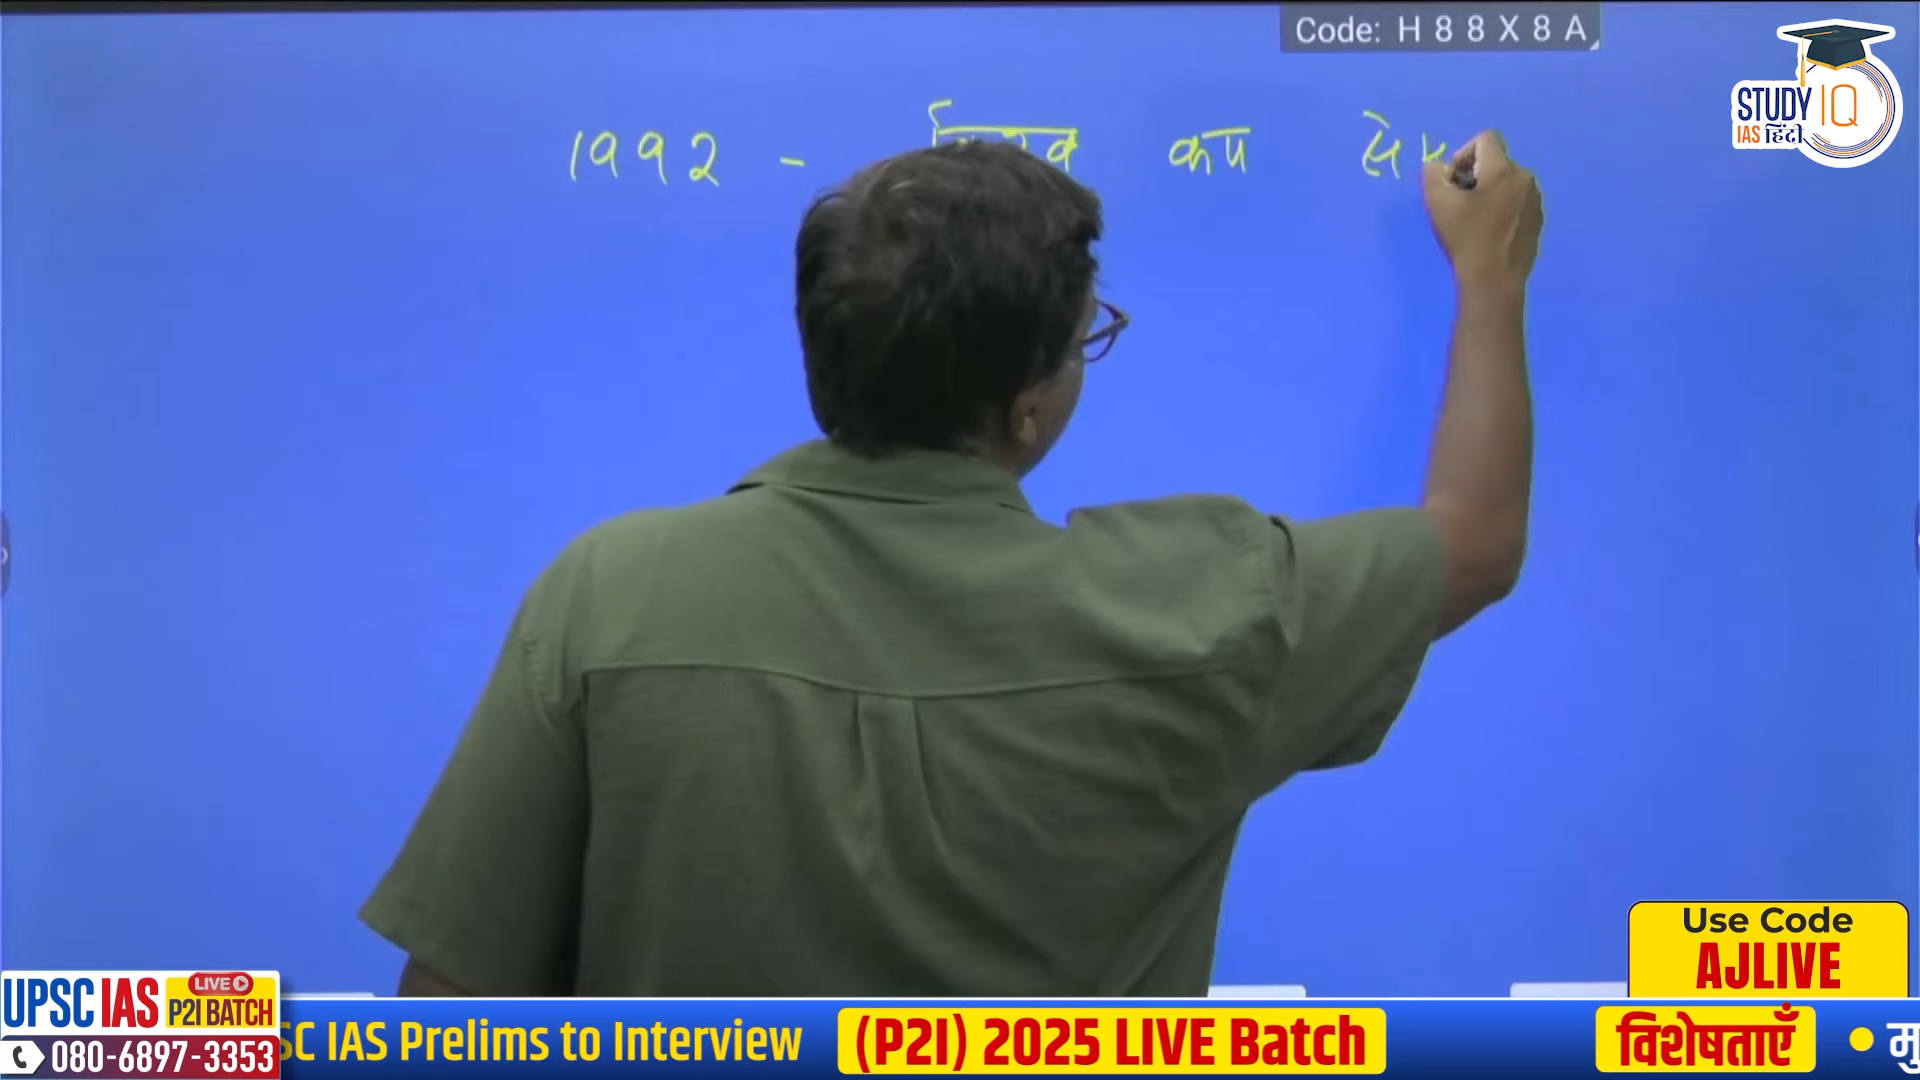 Code: H 8 8 X 8 A
STUDY IQ
IAS हिंदी
1992 - कप
Use Code
AJLIVE
UPSC IAS LIVE
P2I BATCH
080-6897-3353
SC IAS Prelims to Interview (P2I) 2025 LIVE Batch विशेषताएँ • मु